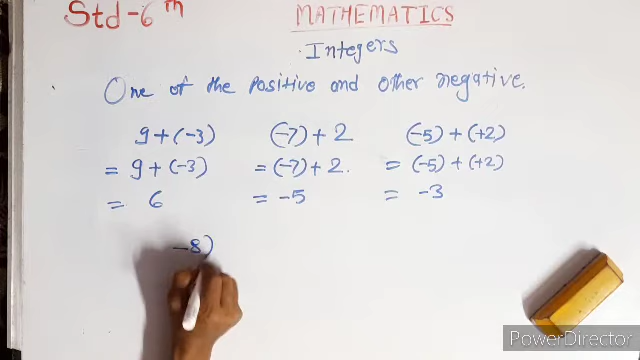 Std-6th MATHEMATICS
Integers
One of the positive and other negative.
9+(-3) (-7)+2 (-5)+(+2)
= 9+(-3) =(-7)+2. = (-5)+(+2)
= 6 = -5 = -3
-8)
PowerDirector